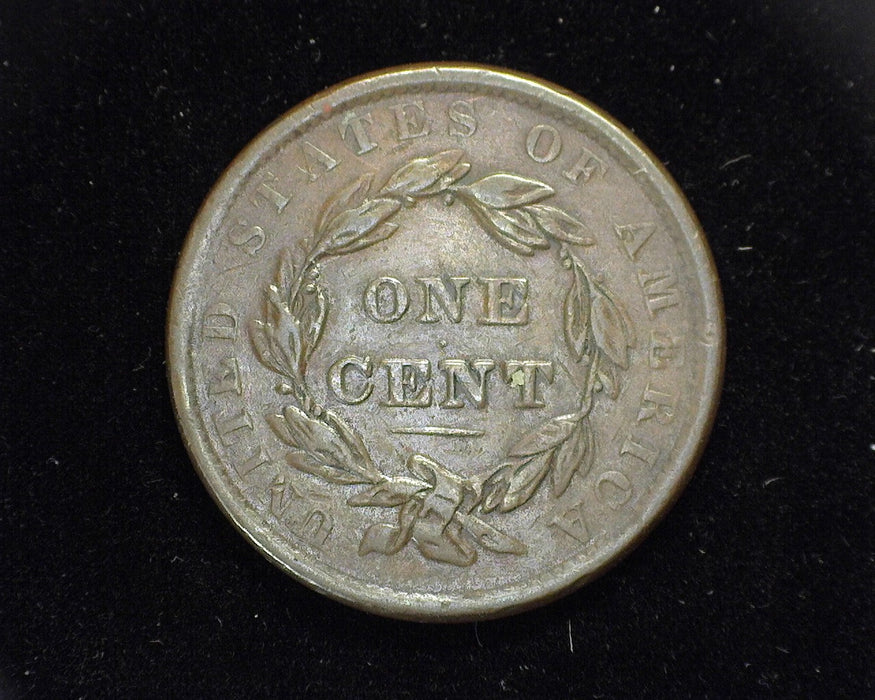 UNITED STATES OF AMERICA
ONE
CENT